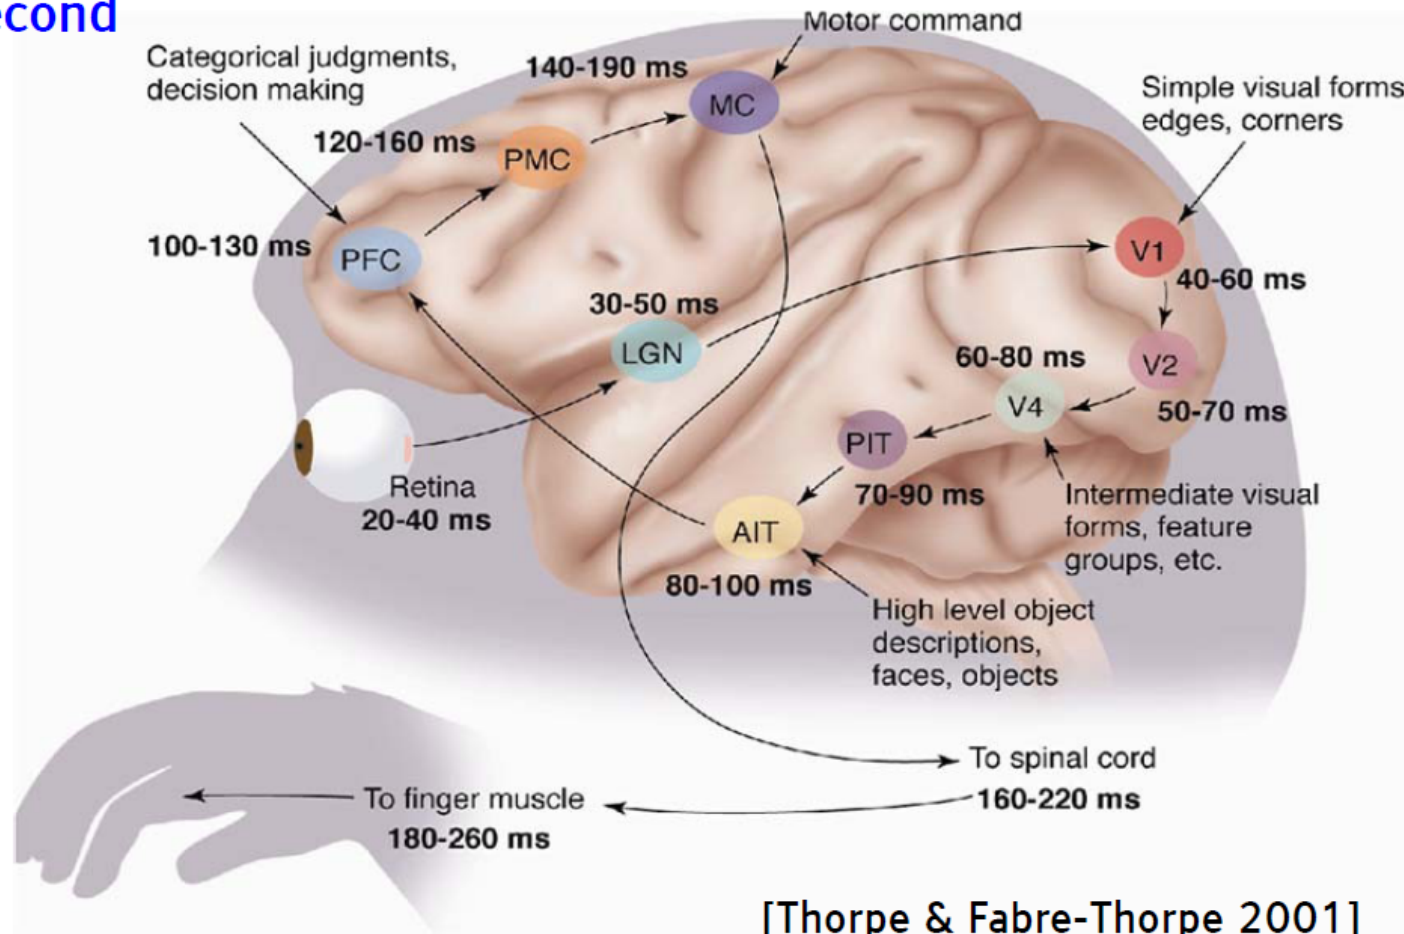 econd
Motor command
Categorical judgments,
decision making
140-190 ms
MC
Simple visual forms
edges, corners
120-160 ms
PMC
100-130 ms
PFC
V1
40-60 ms
30-50 ms
LGN
60-80 ms
V2
V4
50-70 ms
PIT
Retina
20-40 ms
70-90 ms
Intermediate visual
forms, feature
groups, etc.
AIT
80-100 ms
High level object
descriptions,
faces, objects
To spinal cord
160-220 ms
To finger muscle
180-260 ms
[Thorpe & Fabre-Thorpe 2001]